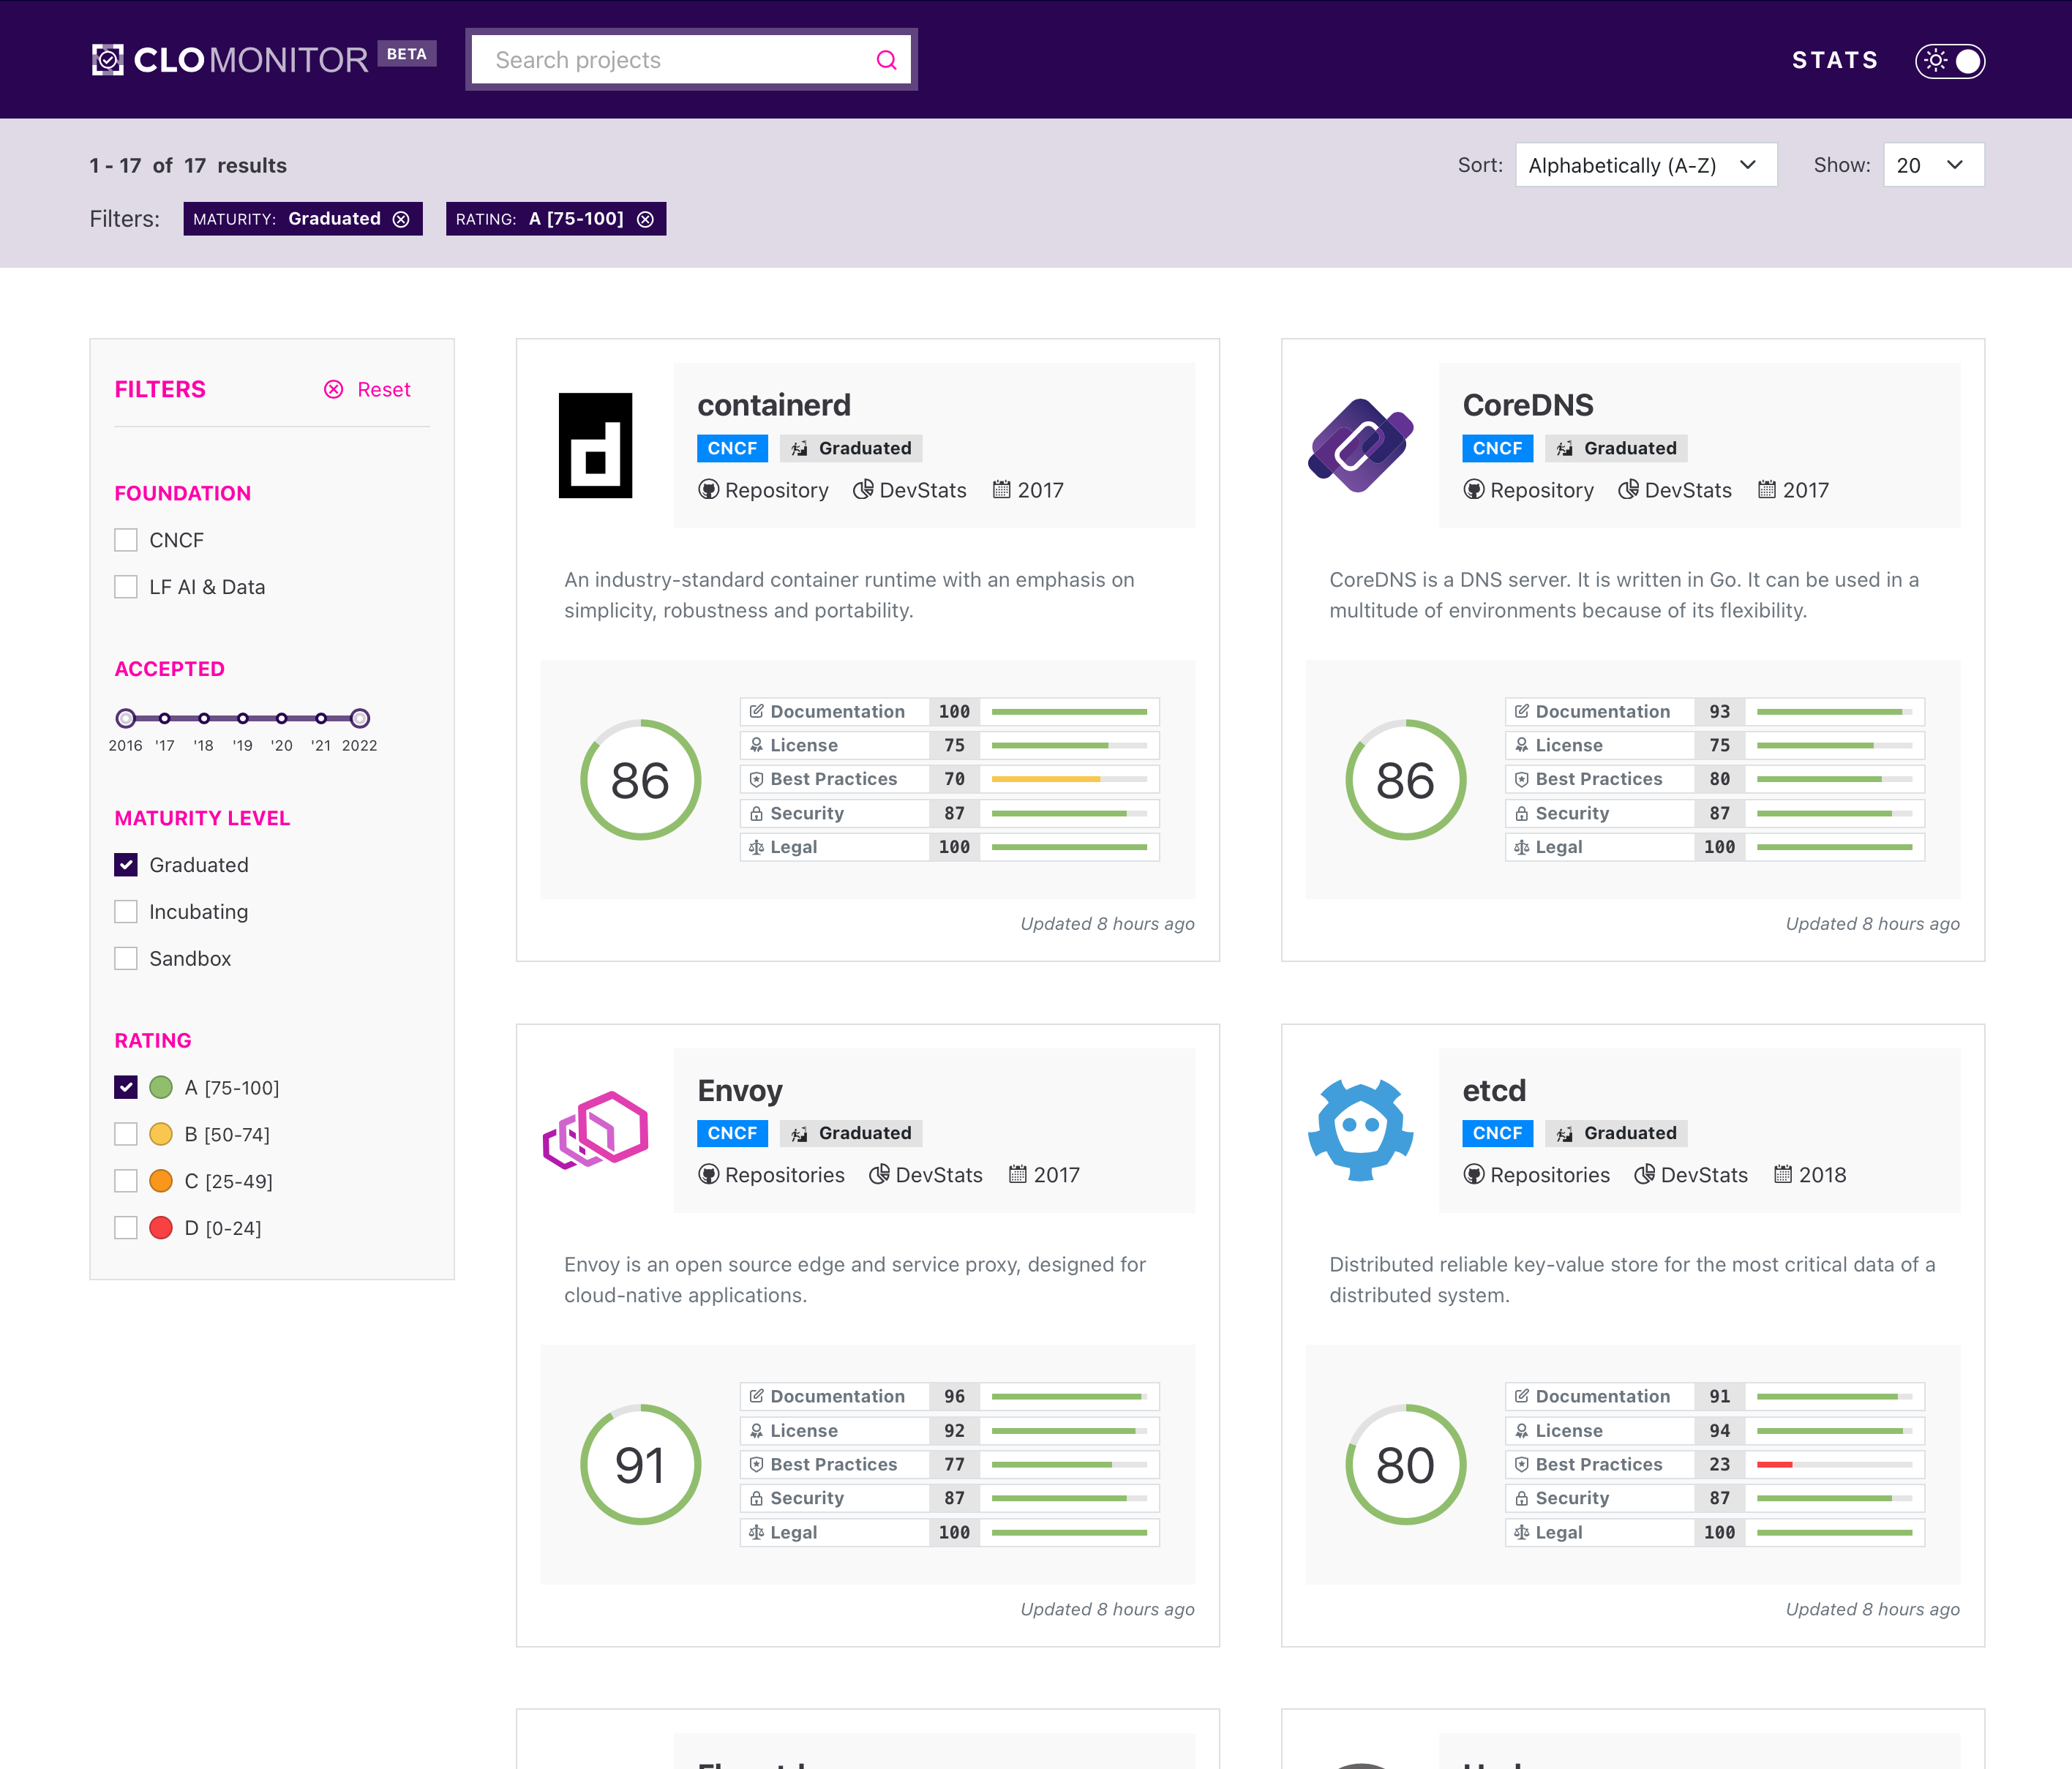 CLOMONITOR BETA
Search projects
STATS
1 - 17 of 17 results
Sort: Alphabetically (A-Z)
Show: 20
Filters: MATURITY: Graduated RATING: A [75-100]
FILTERS Reset
FOUNDATION
CNCF
LF AI & Data
ACCEPTED
2016 '17 '18 '19 '20 '21 2022
MATURITY LEVEL
Graduated
Incubating
Sandbox
RATING
A [75-100]
B [50-74]
C [25-49]
D [0-24]
containerd
CNCF Graduated
Repository DevStats 2017
An industry-standard container runtime with an emphasis on
simplicity, robustness and portability.
86
Documentation 100
License 75
Best Practices 70
Security 87
Legal 100
Updated 8 hours ago
CoreDNS
CNCF Graduated
Repository DevStats 2017
CoreDNS is a DNS server. It is written in Go. It can be used in a
multitude of environments because of its flexibility.
86
Documentation 93
License 75
Best Practices 80
Security 87
Legal 100
Updated 8 hours ago
Envoy
CNCF Graduated
Repositories DevStats 2017
Envoy is an open source edge and service proxy, designed for
cloud-native applications.
91
Documentation 96
License 92
Best Practices 77
Security 87
Legal 100
Updated 8 hours ago
etcd
CNCF Graduated
Repositories DevStats 2018
Distributed reliable key-value store for the most critical data of a
distributed system.
80
Documentation 91
License 94
Best Practices 23
Security 87
Legal 100
Updated 8 hours ago